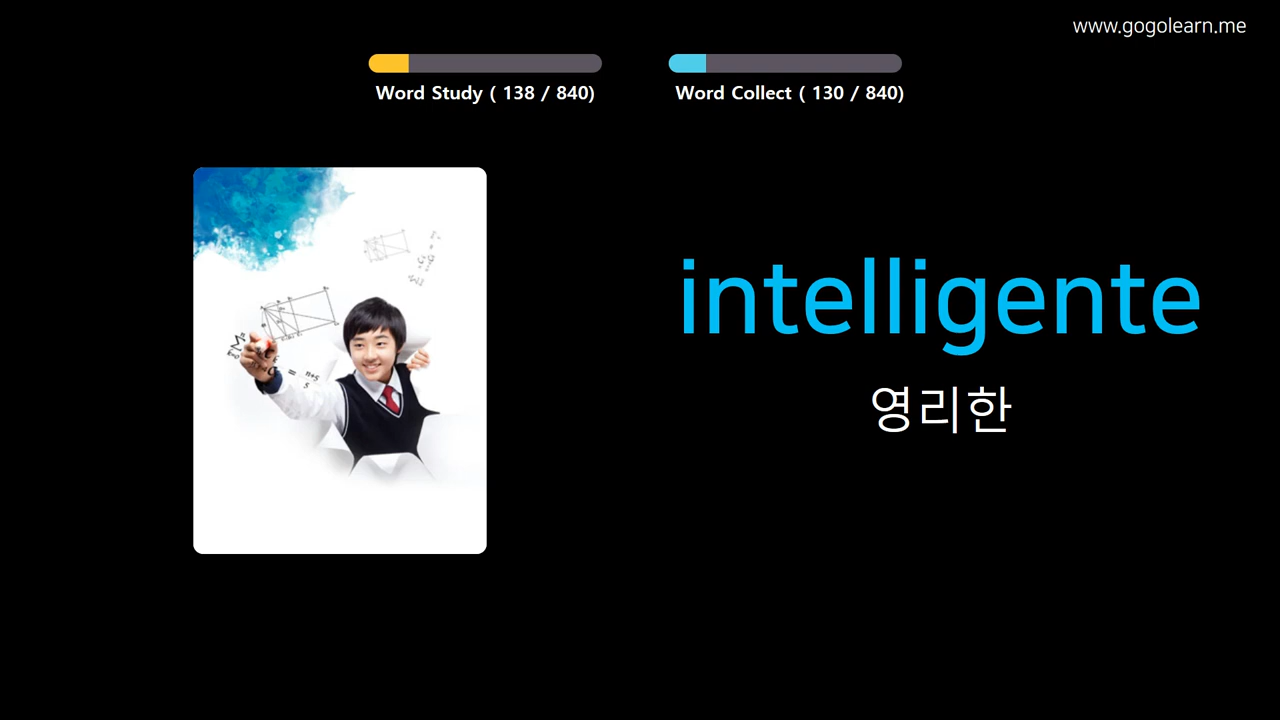 www.gogolearn.me
Word Study ( 138 / 840)
Word Collect ( 130 / 840)
intelligente
영리한